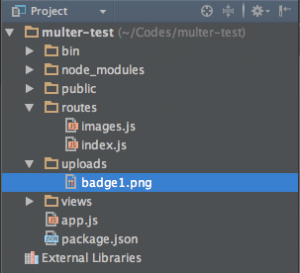 Project
multer-test (~/Codes/multer-test)
bin
node_modules
public
routes
images.js
index.js
uploads
badge1.png
views
app.js
package.json
External Libraries